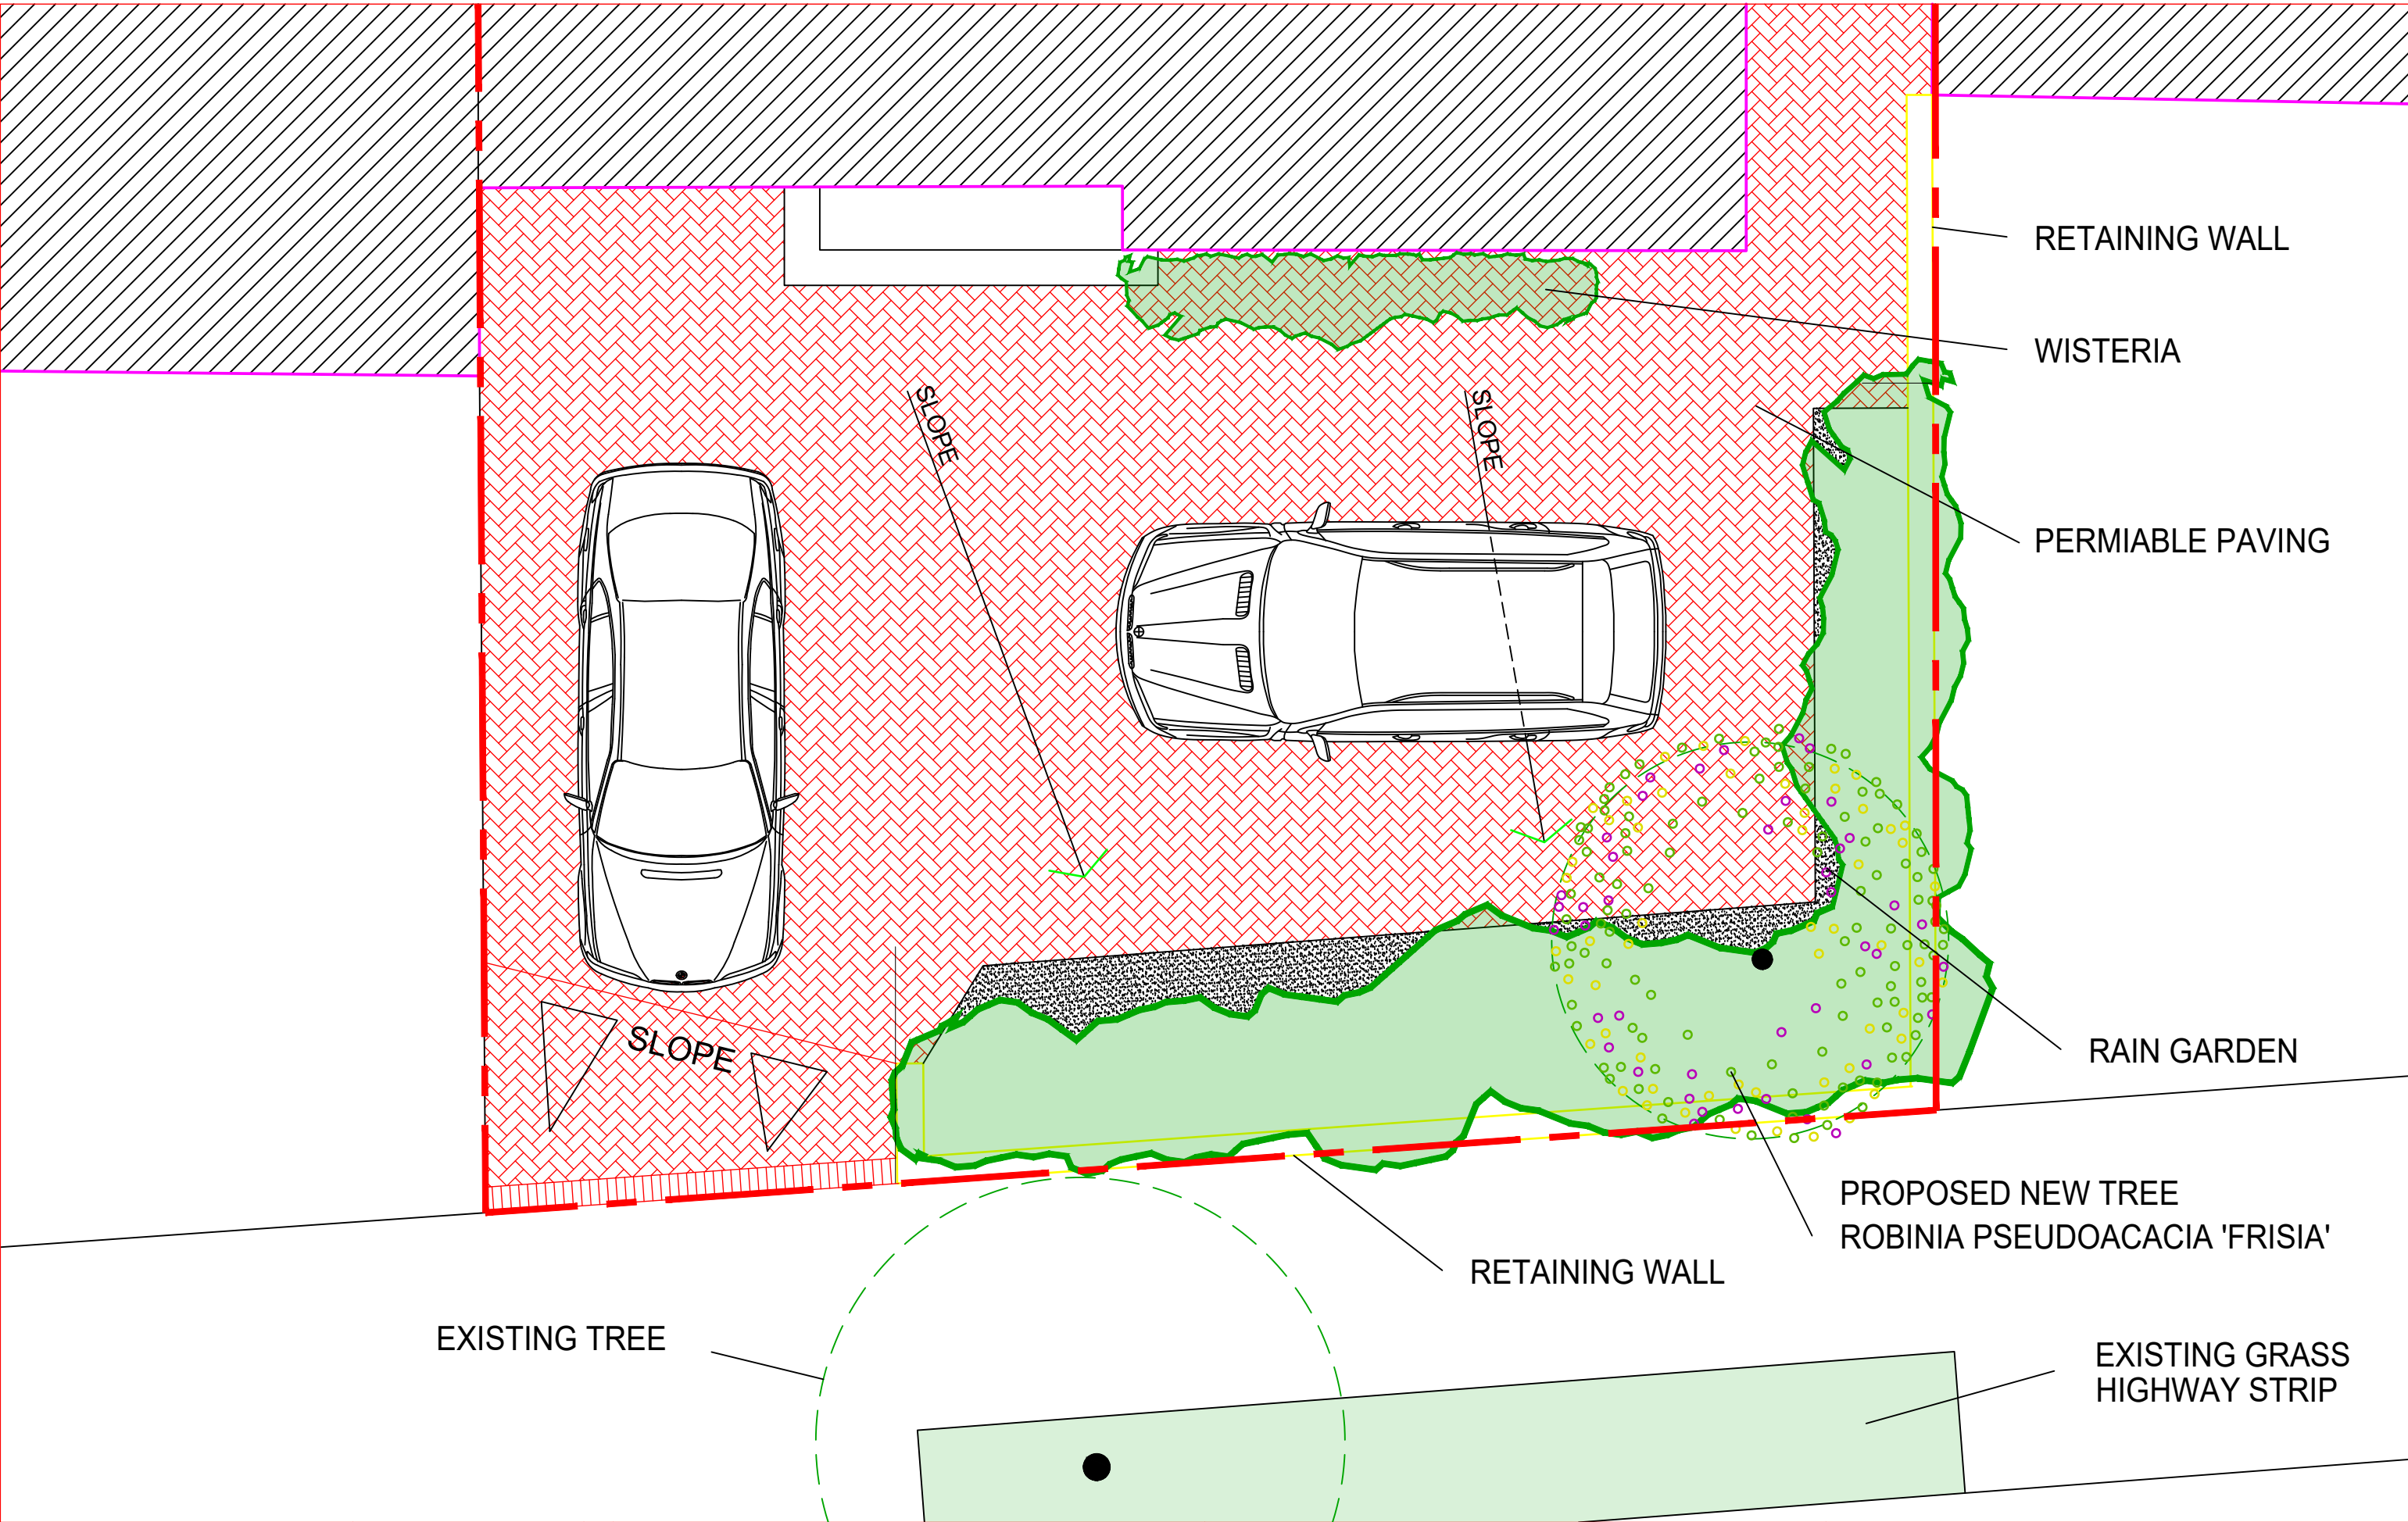 RETAINING WALL
WISTERIA
SLOPE
SLOPE
PERMIABLE PAVING
SLOPE
RAIN GARDEN
PROPOSED NEW TREE
ROBINIA PSEUDOACACIA 'FRISIA'
RETAINING WALL
EXISTING TREE
EXISTING GRASS
HIGHWAY STRIP